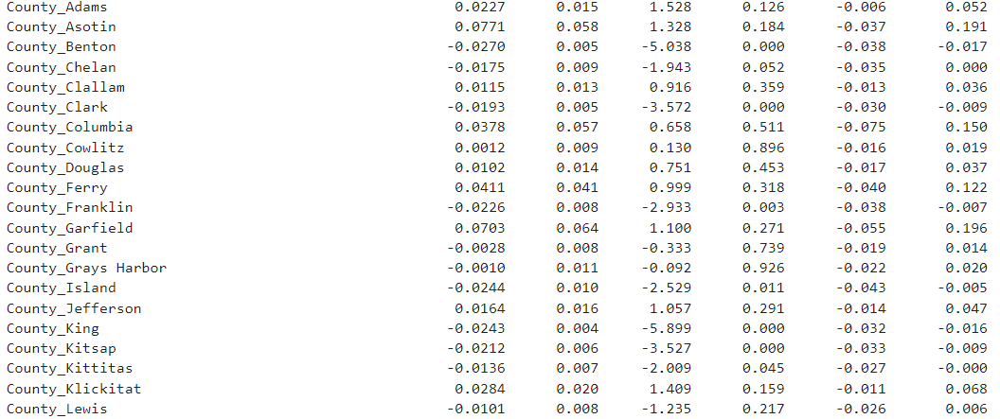 County_Adams 0.0227 0.015 1.528 0.126 -0.006 0.052
County_Asotin 0.0771 0.058 1.328 0.184 -0.037 0.191
County_Benton -0.0270 0.005 -5.038 0.000 -0.038 -0.017
County_Chelan -0.0175 0.009 -1.943 0.052 -0.035 0.000
County_Clallam 0.0115 0.013 0.916 0.359 -0.013 0.036
County_Clark -0.0193 0.005 -3.572 0.000 -0.030 -0.009
County_Columbia 0.0378 0.057 0.658 0.511 -0.075 0.150
County_Cowlitz 0.0012 0.009 0.130 0.896 -0.016 0.019
County_Douglas 0.0102 0.014 0.751 0.453 -0.017 0.037
County_Ferry 0.0411 0.041 0.999 0.318 -0.040 0.122
County_Franklin -0.0226 0.008 -2.933 0.003 -0.038 -0.007
County_Garfield 0.0703 0.064 1.100 0.271 -0.055 0.196
County_Grant -0.0028 0.008 -0.333 0.739 -0.019 0.014
County_Grays Harbor -0.0010 0.011 -0.092 0.926 -0.022 0.020
County_Island -0.0244 0.010 -2.529 0.011 -0.043 -0.005
County_Jefferson 0.0164 0.016 1.057 0.291 -0.014 0.047
County_King -0.0243 0.004 -5.899 0.000 -0.032 -0.016
County_Kitsap -0.0212 0.006 -3.527 0.000 -0.033 -0.009
County_Kittitas -0.0136 0.007 -2.009 0.045 -0.027 -0.000
County_Klickitat 0.0284 0.020 1.409 0.159 -0.011 0.068
County_Lewis -0.0101 0.008 -1.235 0.217 -0.026 0.006